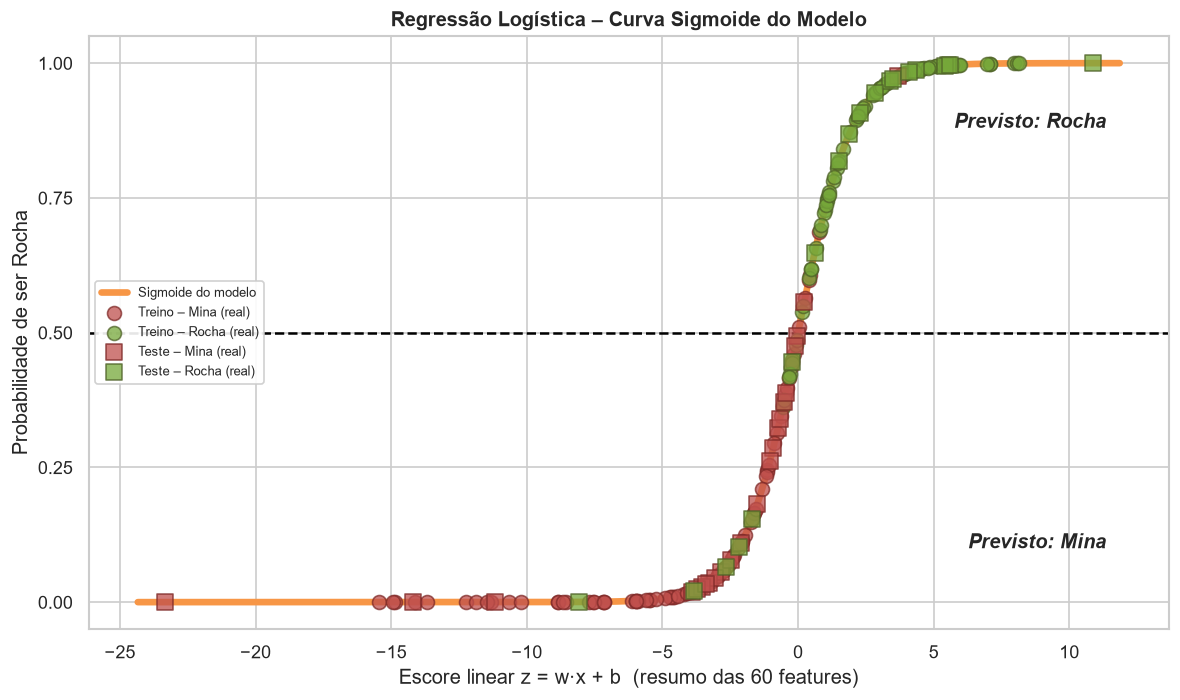 Regressão Logística – Curva Sigmoide do Modelo
1.00
Previsto: Rocha
0.75
Probabilidade de ser Rocha
Sigmoide do modelo
Treino – Mina (real)
Treino – Rocha (real)
Teste – Mina (real)
Teste – Rocha (real)
0.50
0.25
Previsto: Mina
0.00
−25 −20 −15 −10 −5 0 5 10
Escore linear z = w·x + b (resumo das 60 features)